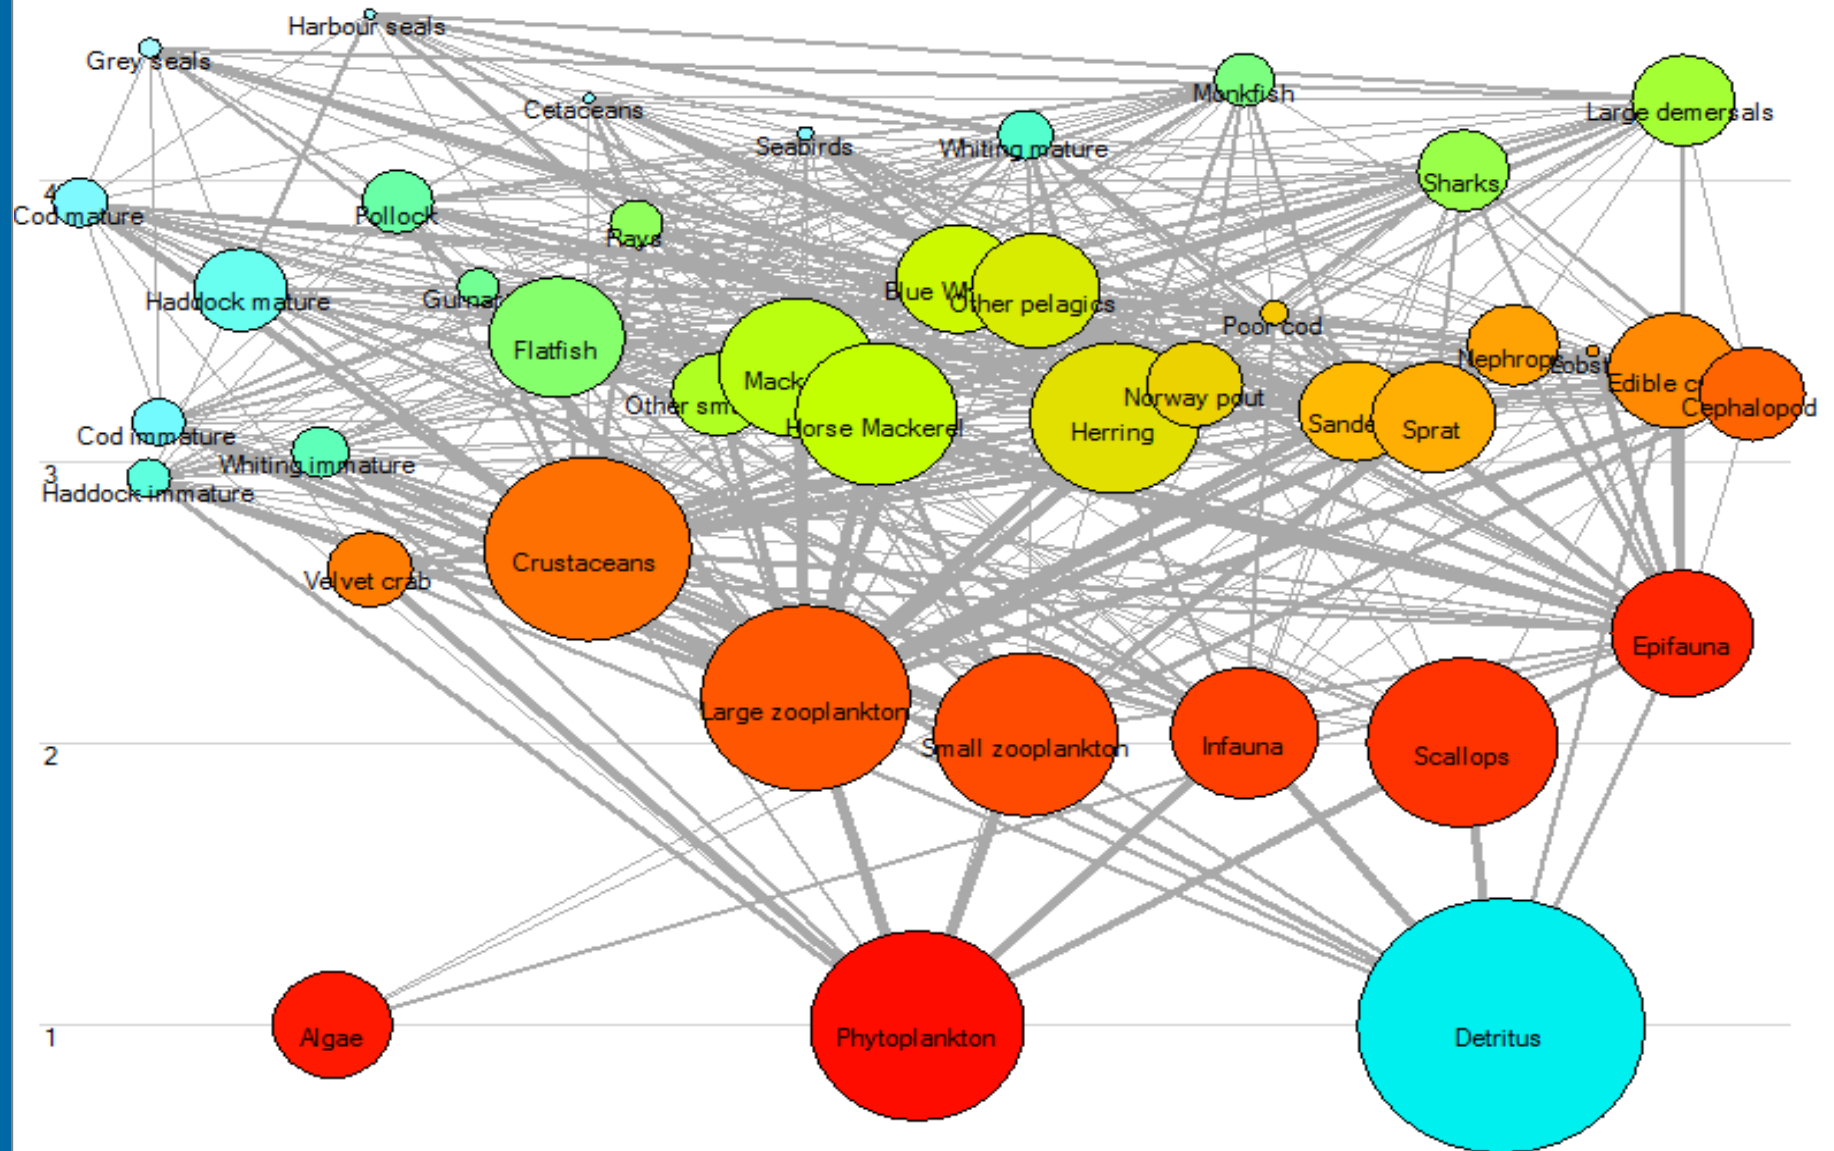 Harbour seals
Grey seals
Monkfish
Cetaceans
Large demersals
Seabirds
Whiting mature
Sharks
4
Cod mature
Pollock
Rays
Blue W
Other pelagics
Haddock mature
Gurnat
Poor cod
Flatfish
Nephrops
Lobst
Mack
Edible c
Norway pout
Other sm
Cephalopod
Horse Mackerel
Sande
Sprat
Herring
Cod immature
Whiting immature
3
Haddock immature
Crustaceans
Velvet crab
Epifauna
Large zooplankton
Small zooplankton
Infauna
2
Scallops
1
Algae
Phytoplankton
Detritus